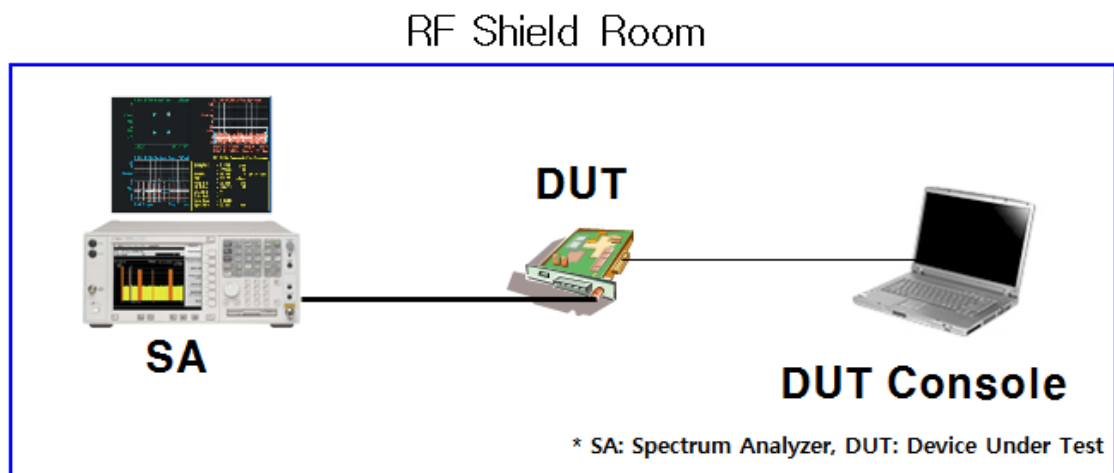 RF Shield Room
DUT
SA
DUT Console
* SA: Spectrum Analyzer, DUT: Device Under Test